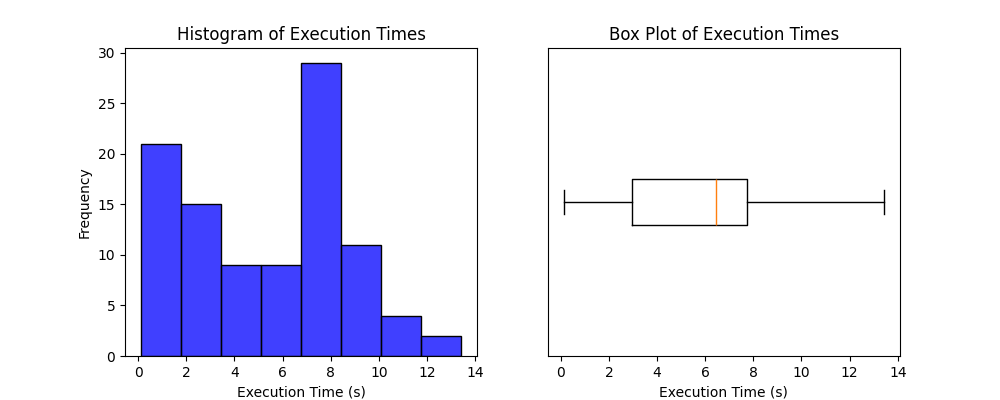 Histogram of Execution Times
30
25
20
15
10
5
0
Frequency
0 2 4 6 8 10 12 14
Execution Time (s)
Box Plot of Execution Times
0 2 4 6 8 10 12 14
Execution Time (s)